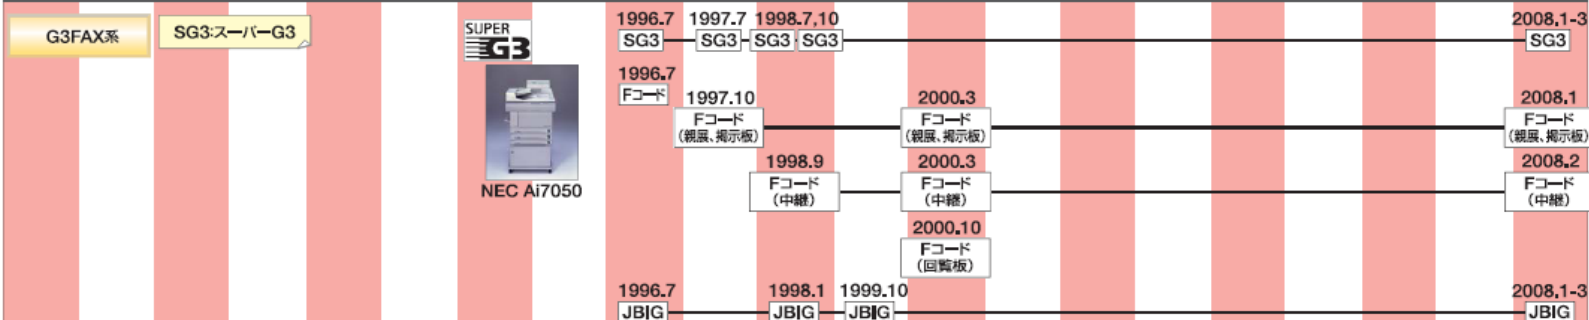 G3FAX系
SG3:スーパーG3
SUPER
G3
NEC Ai7050
1996.7 1997.7 1998.7,10 2008.1-3
SG3 SG3 SG3 SG3 SG3
1996.7
Fコード
1997.10 2000.3 2008.1
Fコード Fコード Fコード
(親展、掲示板) (親展、掲示板) (親展、掲示板)
1998.9 2000.3 2008.2
Fコード Fコード Fコード
(中継) (中継) (中継)
2000.10
Fコード
(回覧板)
1996.7 1998.1 1999.10 2008.1-3
JBIG JBIG JBIG JBIG